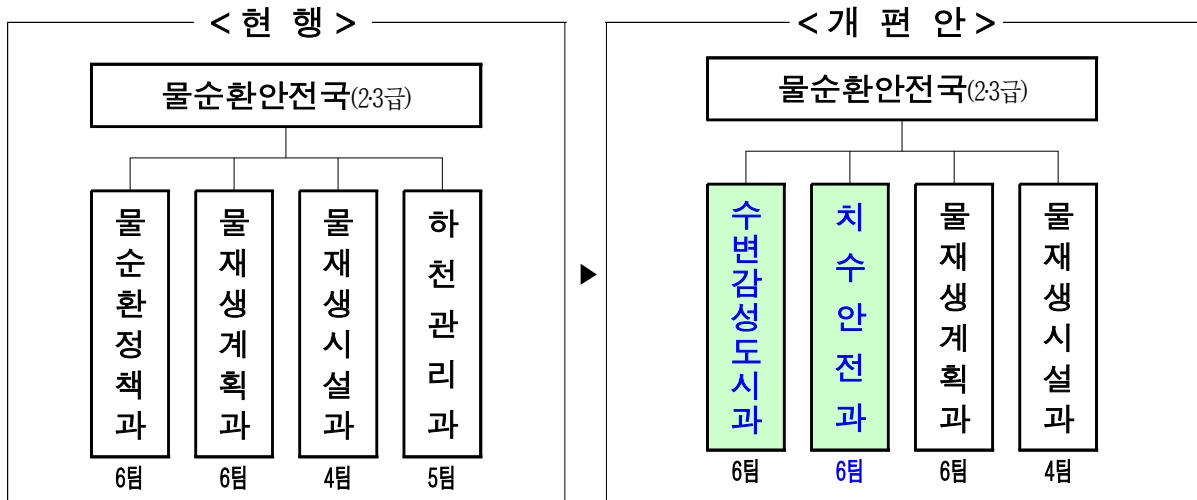 < 현 행 >
물순환안전국(2·3급)
물순환정책과
물재생계획과
물재생시설과
하천관리과
6팀
6팀
4팀
5팀
▶
< 개 편 안 >
물순환안전국(2·3급)
수변감성도시과
치수안전과
물재생계획과
물재생시설과
6팀
6팀
6팀
4팀